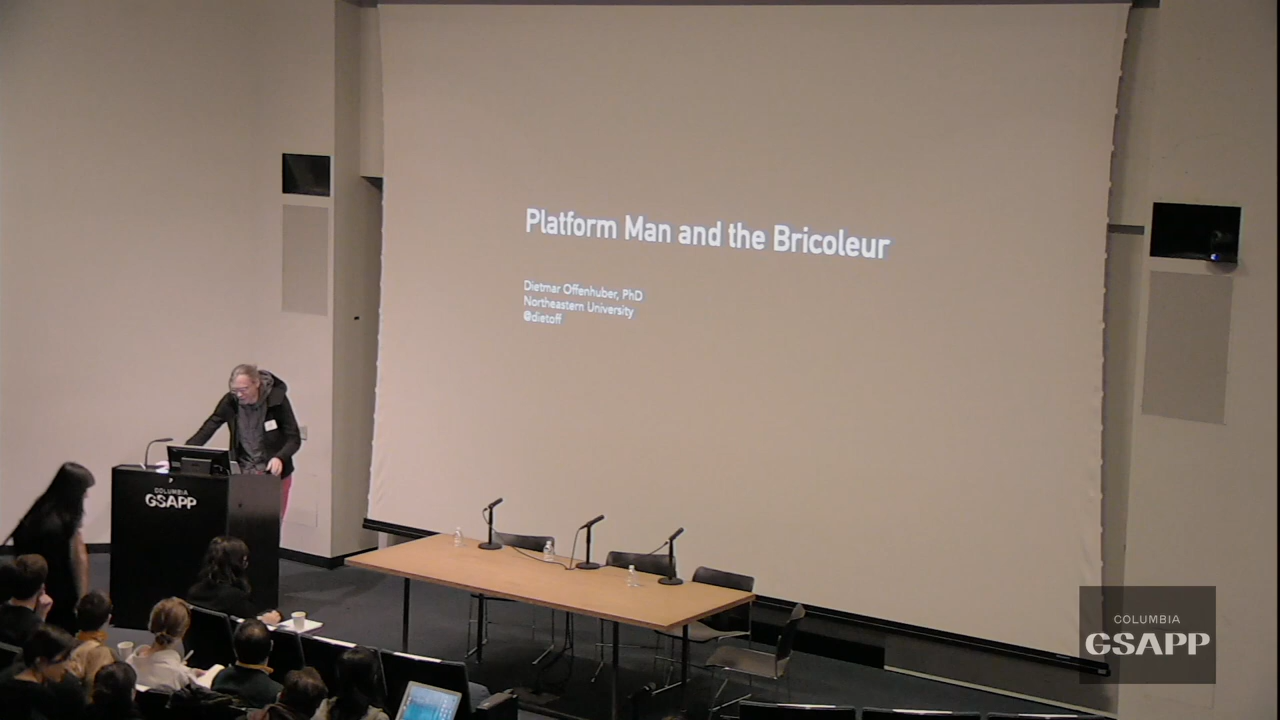 Platform Man and the Bricoleur
Dietmar Offenhuber, PhD
Northeastern University
@dietoff
COLUMBIA
GSAPP
COLUMBIA
GSAPP